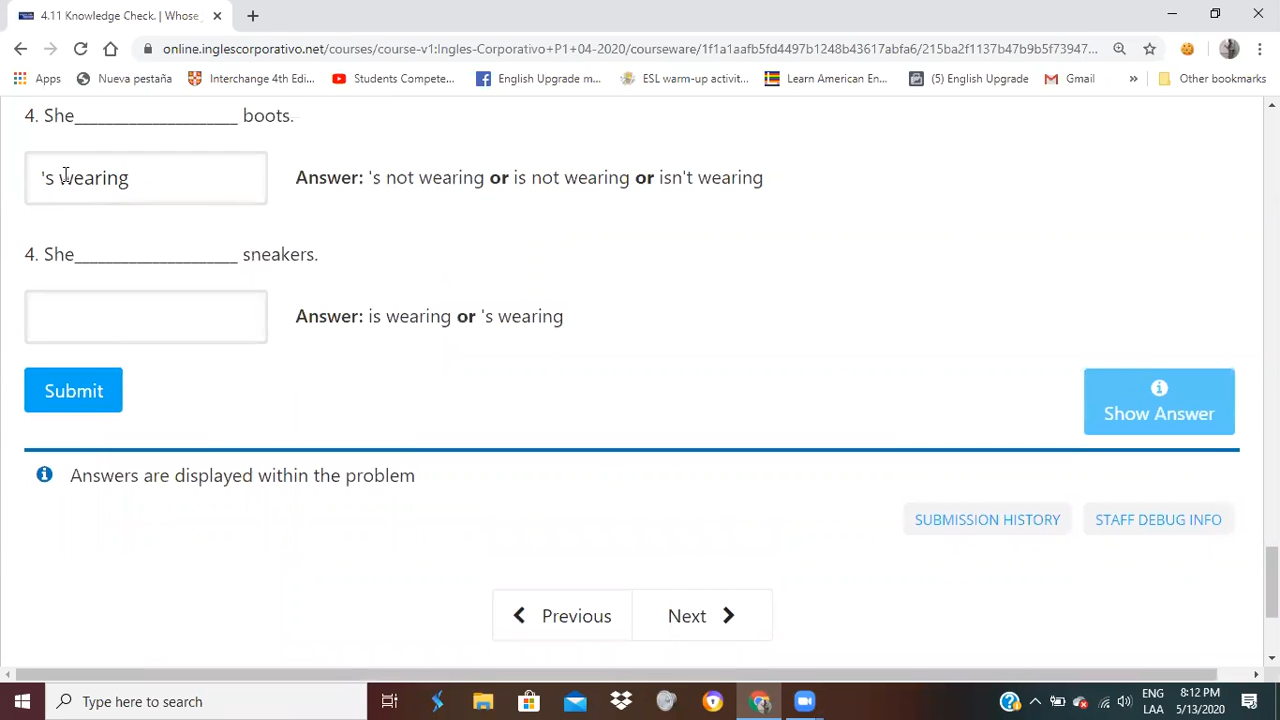 4.11 Knowledge Check. | Whose
online.inglescorporativo.net/courses/course-v1:Ingles-Corporativo+P1+04-2020/courseware/1f1a1aafb5fd4497b1248b43617abfa6/215ba2f1137b47b9b5f73947...
Apps Nueva pestaña Interchange 4th Edi... Students Compete... English Upgrade m... ESL warm-up activit... Learn American En... (5) English Upgrade Gmail » Other bookmarks
4. She____________________ boots.
's wearing Answer: 's not wearing or is not wearing or isn't wearing
4. She____________________ sneakers.
Answer: is wearing or 's wearing
Submit
Show Answer
Answers are displayed within the problem
SUBMISSION HISTORY STAFF DEBUG INFO
Previous Next
Type here to search
ENG 8:12 PM
LAA 5/13/2020